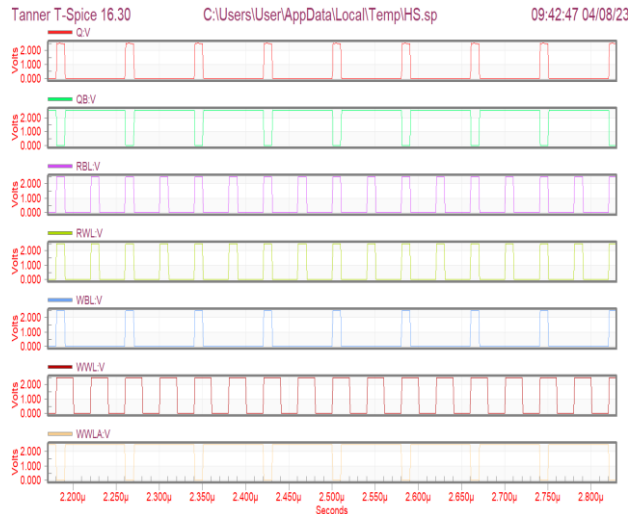 Tanner T-Spice 16.30 C:\Users\User\AppData\Local\Temp\HS.sp 09:42:47 04/08/23
Q:V
Volts
2.000
1.000
0.000
QB:V
Volts
2.000
1.000
0.000
RBL:V
Volts
2.000
1.000
0.000
RWL:V
Volts
2.000
1.000
0.000
WBL:V
Volts
2.000
1.000
0.000
WWL:V
Volts
2.000
1.000
0.000
WWLA:V
Volts
2.000
1.000
0.000
2.200µ 2.250µ 2.300µ 2.350µ 2.400µ 2.450µ 2.500µ 2.550µ 2.600µ 2.650µ 2.700µ 2.750µ 2.800µ
Seconds